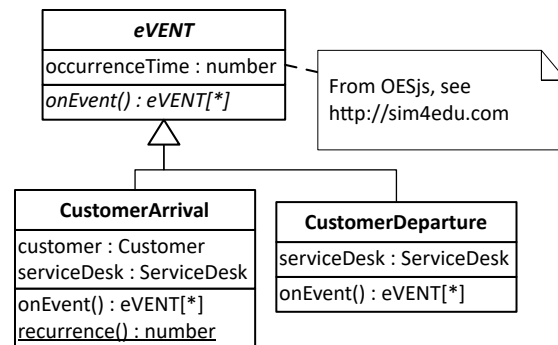 eVENT
occurrenceTime : number
onEvent() : eVENT[*]
From OESjs, see
http://sim4edu.com
CustomerArrival
customer : Customer
serviceDesk : ServiceDesk
onEvent() : eVENT[*]
recurrence() : number
CustomerDeparture
serviceDesk : ServiceDesk
onEvent() : eVENT[*]